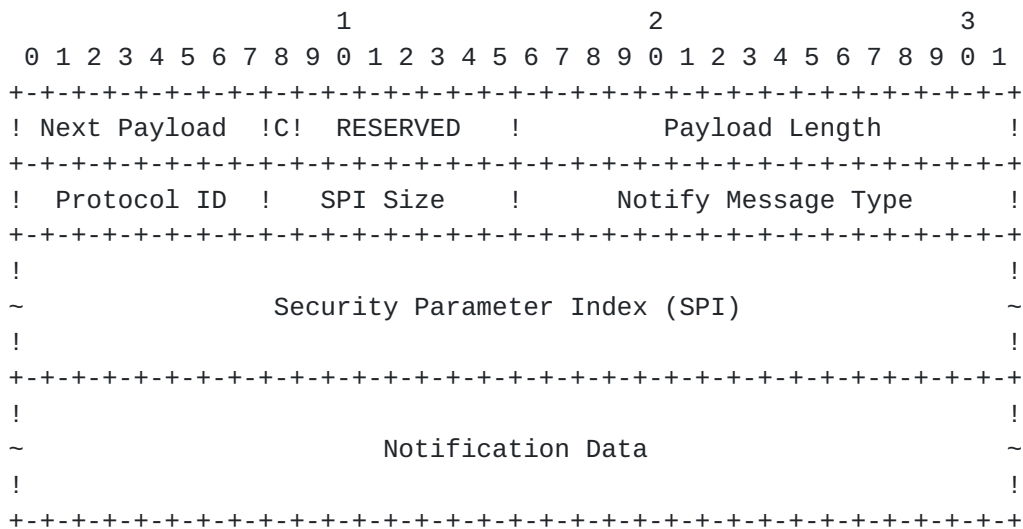 1                   2                   3
 0 1 2 3 4 5 6 7 8 9 0 1 2 3 4 5 6 7 8 9 0 1 2 3 4 5 6 7 8 9 0 1
+-+-+-+-+-+-+-+-+-+-+-+-+-+-+-+-+-+-+-+-+-+-+-+-+-+-+-+-+-+-+-+-+
! Next Payload  !C!  RESERVED   !         Payload Length        !
+-+-+-+-+-+-+-+-+-+-+-+-+-+-+-+-+-+-+-+-+-+-+-+-+-+-+-+-+-+-+-+-+
!  Protocol ID  !   SPI Size    !      Notify Message Type      !
+-+-+-+-+-+-+-+-+-+-+-+-+-+-+-+-+-+-+-+-+-+-+-+-+-+-+-+-+-+-+-+-+
!                                                               !
~                Security Parameter Index (SPI)                 ~
!                                                               !
+-+-+-+-+-+-+-+-+-+-+-+-+-+-+-+-+-+-+-+-+-+-+-+-+-+-+-+-+-+-+-+-+
!                                                               !
~                       Notification Data                       ~
!                                                               !
+-+-+-+-+-+-+-+-+-+-+-+-+-+-+-+-+-+-+-+-+-+-+-+-+-+-+-+-+-+-+-+-+